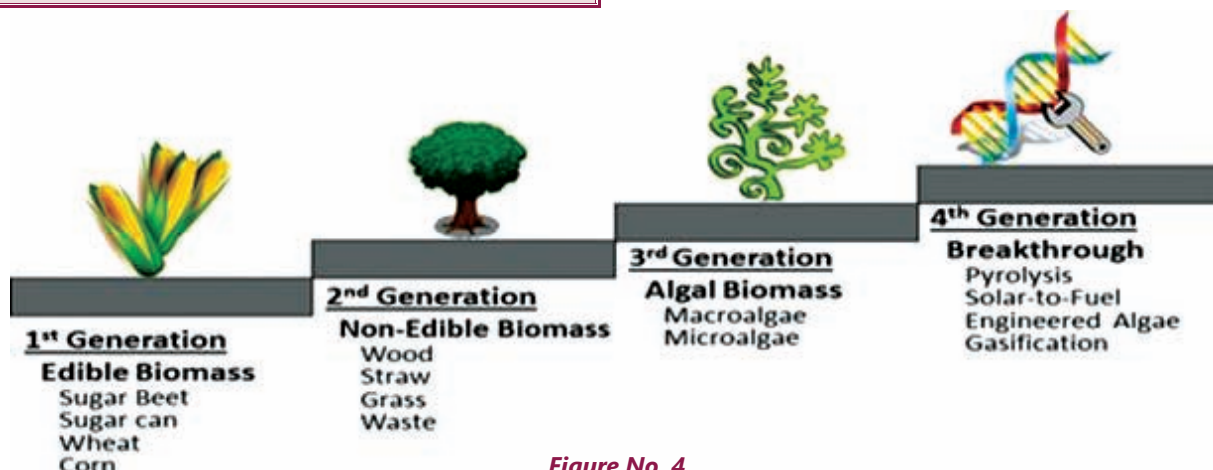 1st Generation
Edible Biomass
Sugar Beet
Sugar can
Wheat
Corn
2nd Generation
Non-Edible Biomass
Wood
Straw
Grass
Waste
3rd Generation
Algal Biomass
Macroalgae
Microalgae
4th Generation
Breakthrough
Pyrolysis
Solar-to-Fuel
Engineered Algae
Gasification
Figure No. 4